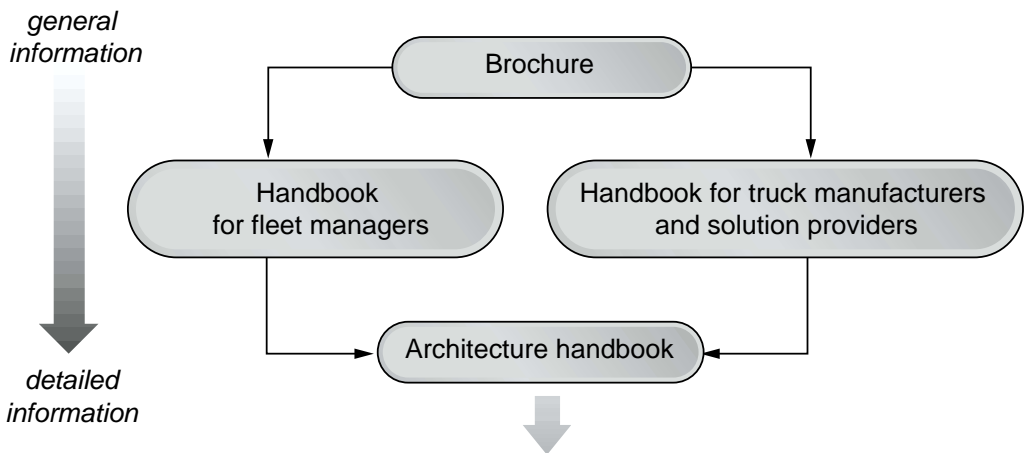 general
information
Brochure
Handbook
for fleet managers
Handbook for truck manufacturers
and solution providers
Architecture handbook
detailed
information